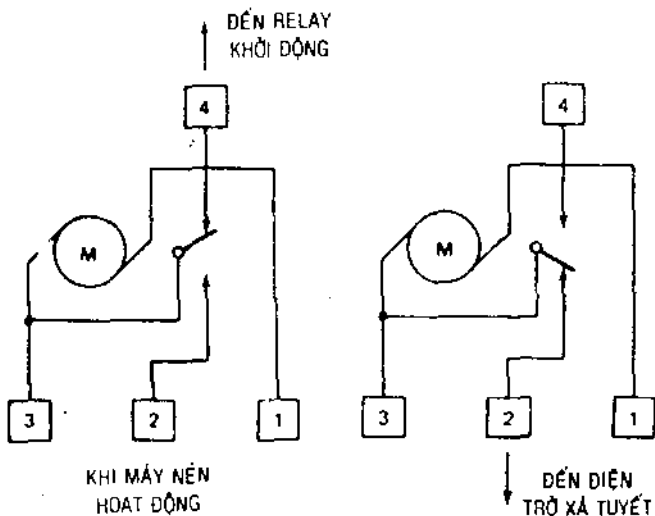 ĐẾN RELAY
KHỞI ĐỘNG
4
4
M
M
3
2
1
3
2
1
KHI MÁY NÉN
HOẠT ĐỘNG
ĐẾN ĐIỆN
TRỞ XẢ TUYẾT